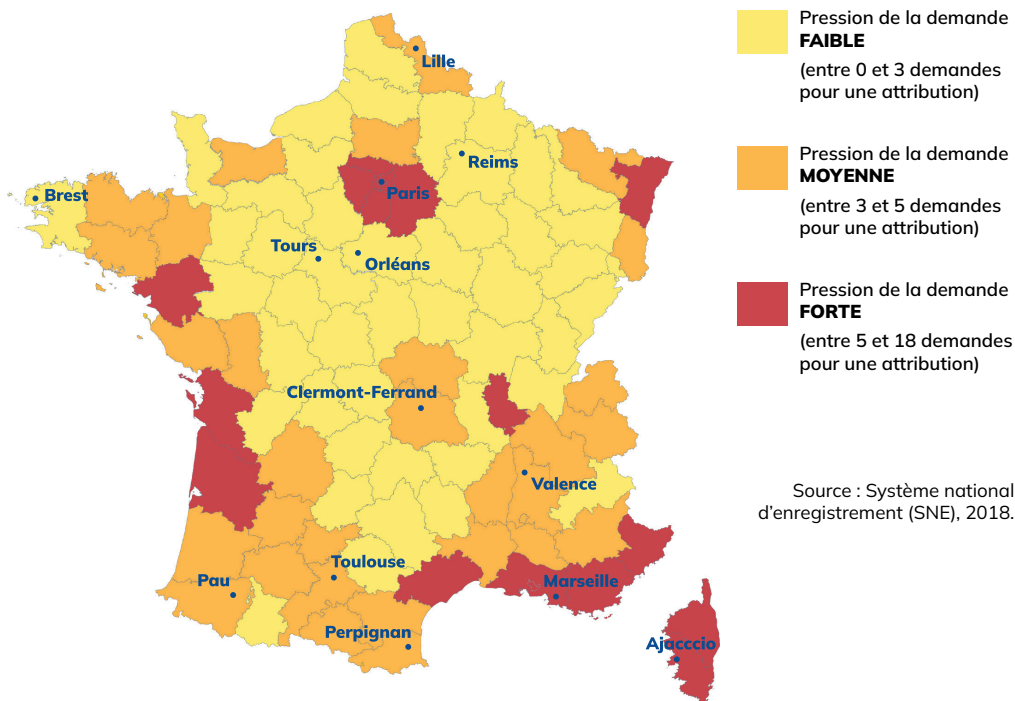 Pression de la demande
FAIBLE
(entre 0 et 3 demandes
pour une attribution)
Pression de la demande
MOYENNE
(entre 3 et 5 demandes
pour une attribution)
Pression de la demande
FORTE
(entre 5 et 18 demandes
pour une attribution)
Source : Système national
d'enregistrement (SNE), 2018.
Lille
Reims
Paris
Brest
Tours
Orléans
Clermont-Ferrand
Valence
Toulouse
Pau
Marseille
Perpignan
Ajacccio